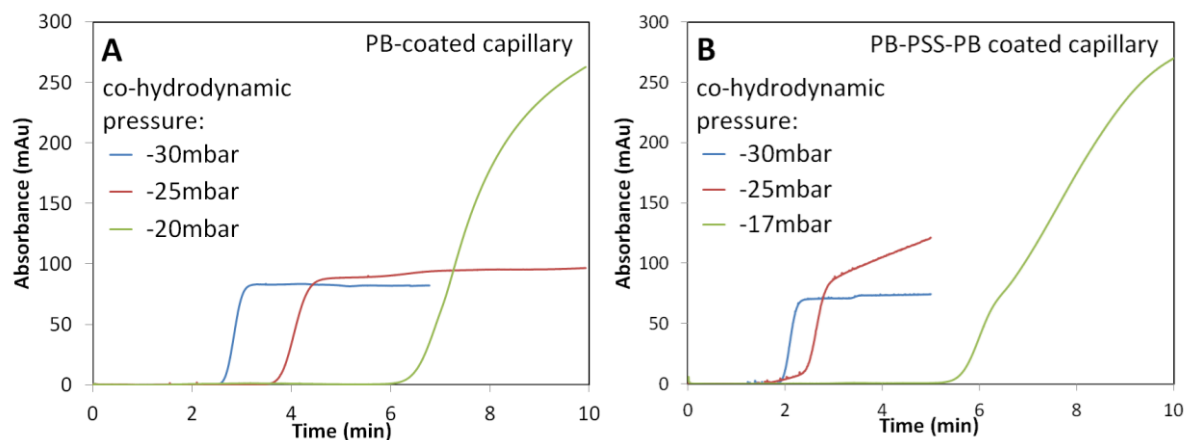 A
PB-coated capillary
co-hydrodynamic
pressure:
-30mbar
-25mbar
-20mbar
Absorbance (mAu)
300
250
200
150
100
50
0
0 2 4 6 8 10
Time (min)
B
PB-PSS-PB coated capillary
co-hydrodynamic
pressure:
-30mbar
-25mbar
-17mbar
Absorbance (mAu)
300
250
200
150
100
50
0
0 2 4 6 8 10
Time (min)